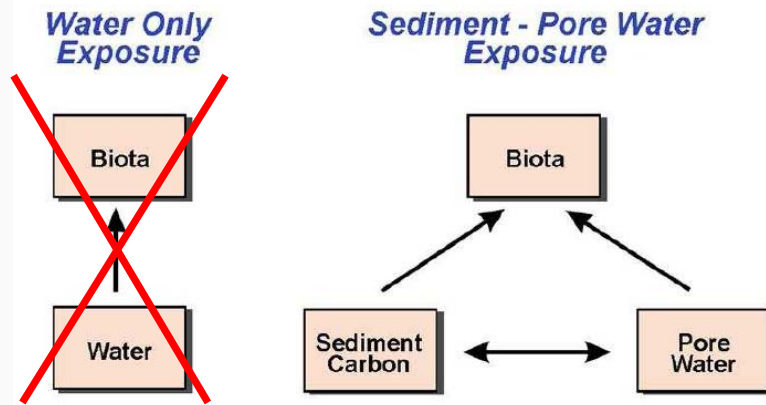 Water Only
Exposure
Sediment - Pore Water
Exposure
Biota
Biota
Water
Sediment
Carbon
Pore
Water